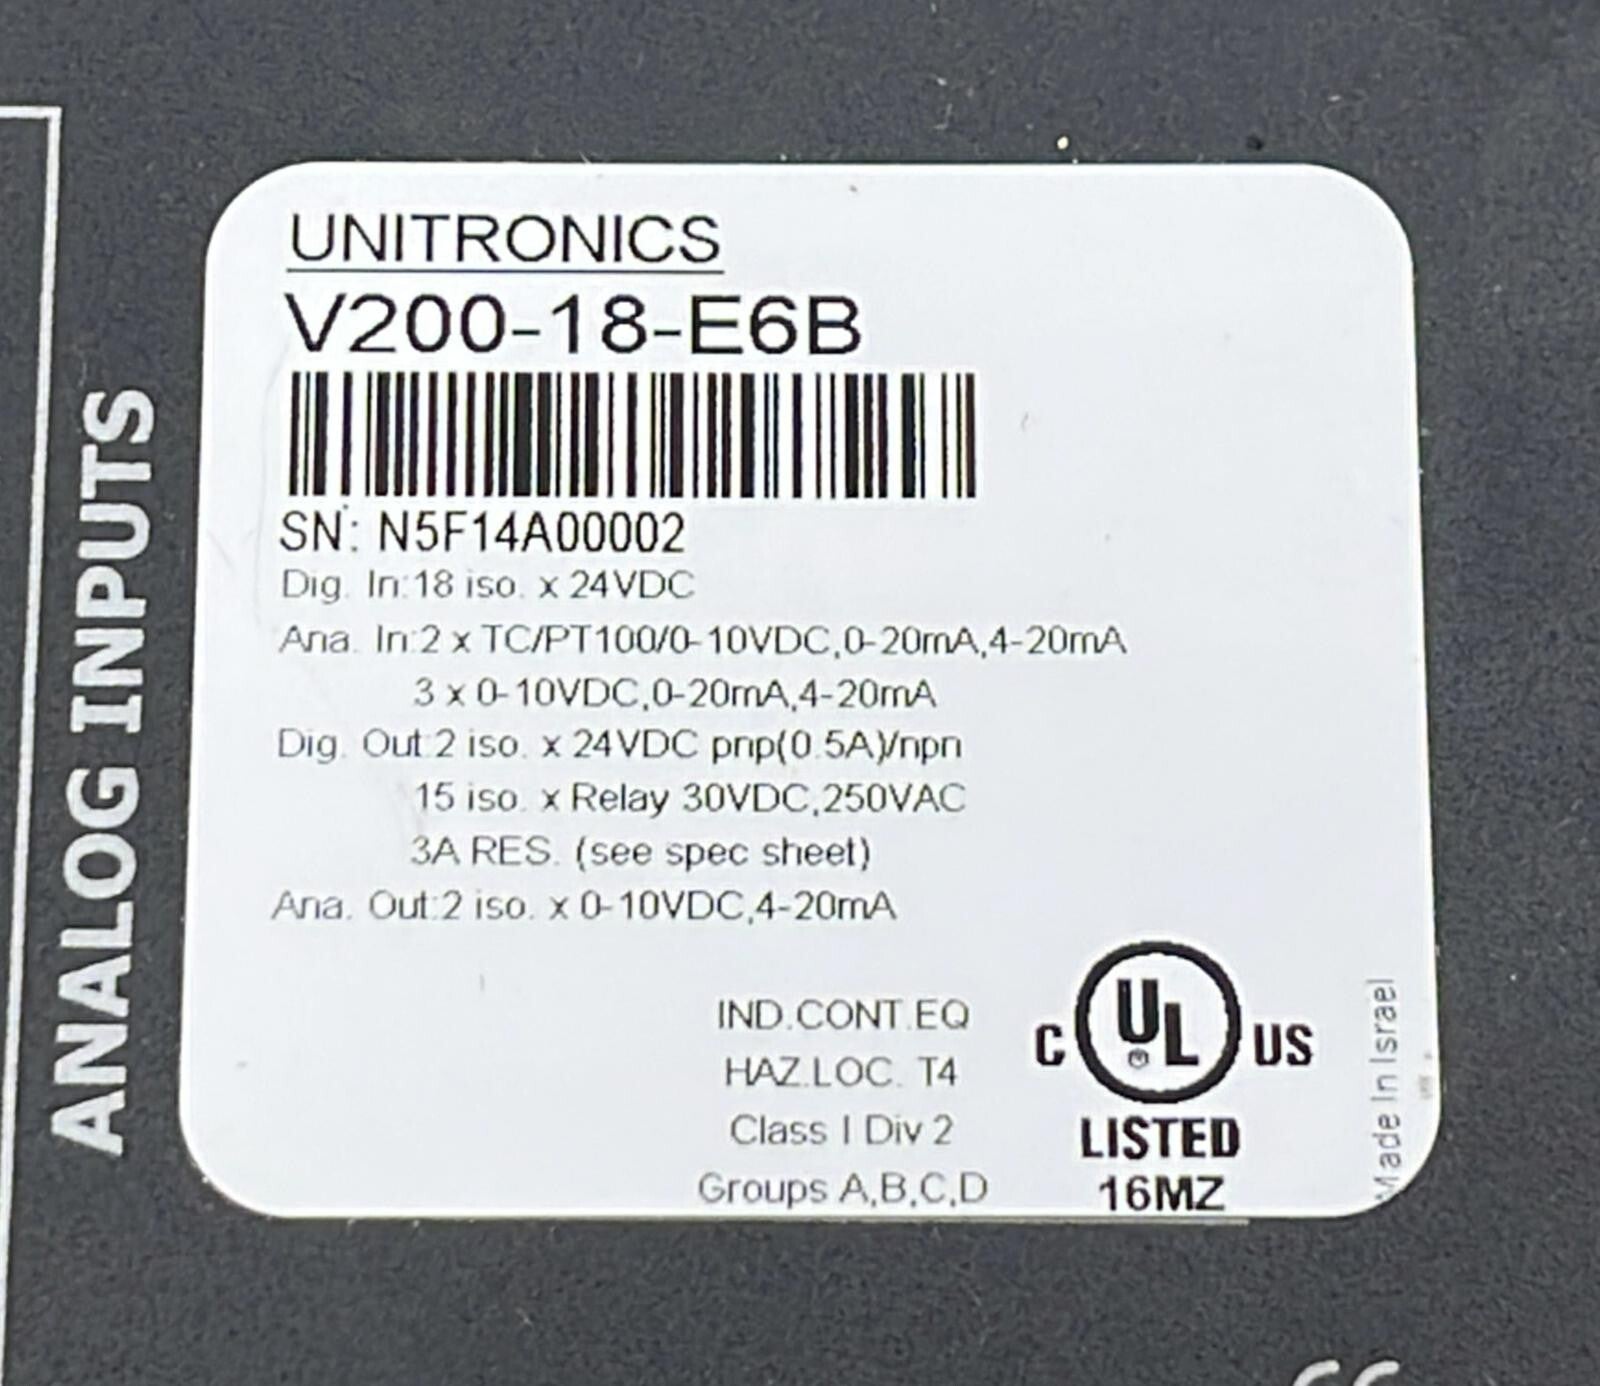 ANALOG INPUTS
UNITRONICS
V200-18-E6B
SN: N5F14A00002
Dig. In:18 iso. x 24VDC
Ana. In:2 x TC/PT100/0-10VDC,0-20mA,4-20mA
3 x 0-10VDC,0-20mA,4-20mA
Dig. Out:2 iso. x 24VDC pnp(0.5A)/npn
15 iso. x Relay 30VDC,250VAC
3A RES. (see spec sheet)
Ana. Out:2 iso. x 0-10VDC,4-20mA
IND.CONT.EQ
HAZ.LOC. T4
Class I Div 2
Groups A,B,C,D
C UL® US
LISTED
16MZ
Made In Israel